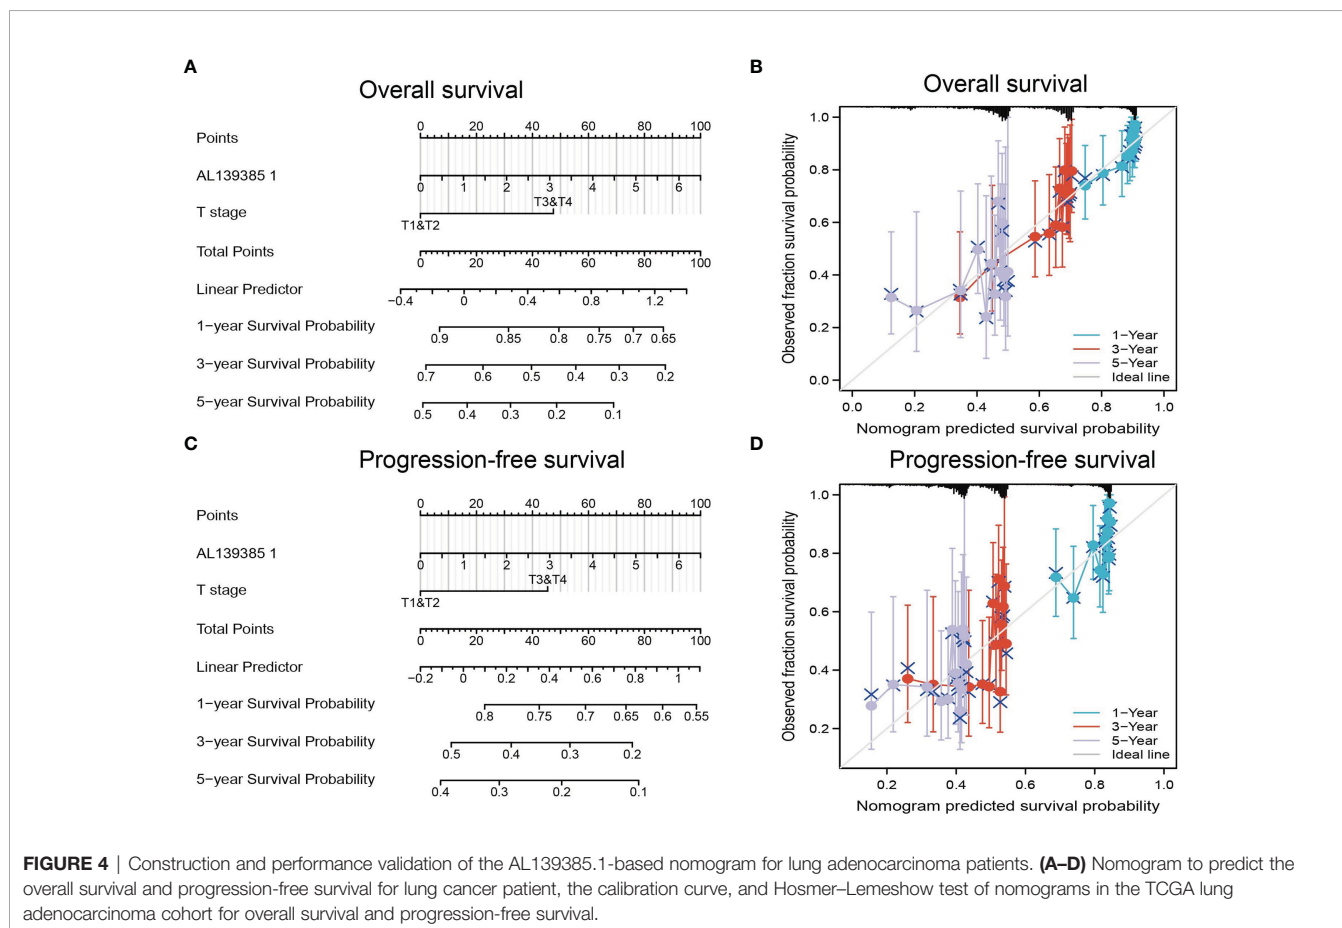 A
Overall survival
0 20 40 60 80 100
Points
AL139385 1
0 1 2 3 4 5 6
T3&T4
T stage
T1&T2
Total Points
0 20 40 60 80 100
Linear Predictor
−0.4 0 0.4 0.8 1.2
1−year Survival Probability
0.9 0.85 0.8 0.75 0.7 0.65
3−year Survival Probability
0.7 0.6 0.5 0.4 0.3 0.2
5−year Survival Probability
0.5 0.4 0.3 0.2 0.1
B
Overall survival
Observed fraction survival probability
1.0
0.8
0.6
0.4
0.2
0.0
1−Year
3−Year
5−Year
Ideal line
0.0 0.2 0.4 0.6 0.8 1.0
Nomogram predicted survival probability
C
Progression-free survival
0 20 40 60 80 100
Points
AL139385 1
0 1 2 3 4 5 6
T3&T4
T stage
T1&T2
Total Points
0 20 40 60 80 100
Linear Predictor
−0.2 0 0.2 0.4 0.6 0.8 1
1−year Survival Probability
0.8 0.75 0.7 0.65 0.6 0.55
3−year Survival Probability
0.5 0.4 0.3 0.2
5−year Survival Probability
0.4 0.3 0.2 0.1
D
Progression-free survival
Observed fraction survival probability
1.0
0.8
0.6
0.4
0.2
1−Year
3−Year
5−Year
Ideal line
0.2 0.4 0.6 0.8 1.0
Nomogram predicted survival probability
FIGURE 4 | Construction and performance validation of the AL139385.1-based nomogram for lung adenocarcinoma patients. (A–D) Nomogram to predict the
overall survival and progression-free survival for lung cancer patient, the calibration curve, and Hosmer–Lemeshow test of nomograms in the TCGA lung
adenocarcinoma cohort for overall survival and progression-free survival.